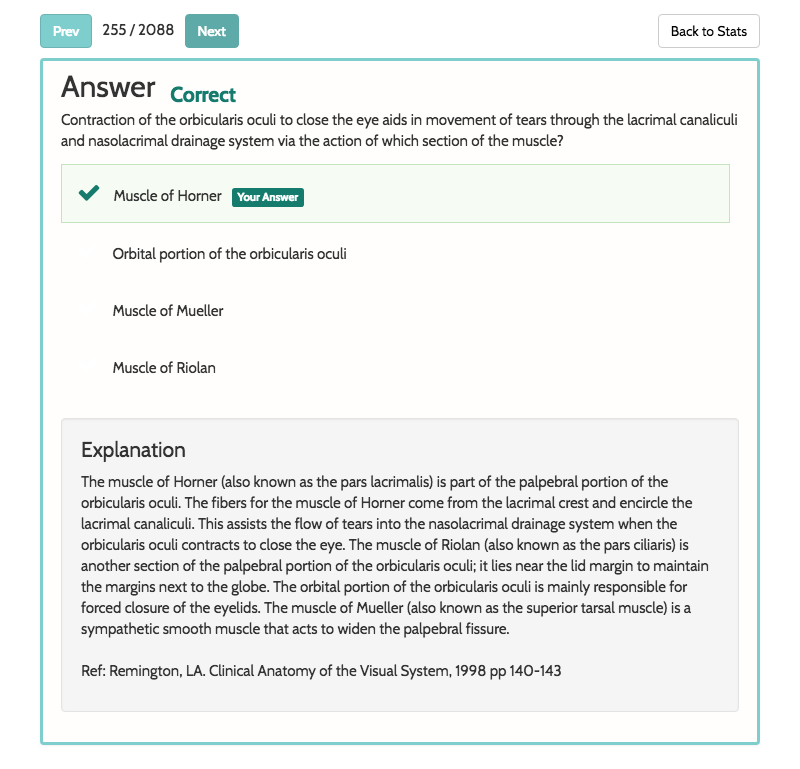 Prev 255 / 2088 Next Back to Stats
Answer Correct
Contraction of the orbicularis oculi to close the eye aids in movement of tears through the lacrimal canaliculi
and nasolacrimal drainage system via the action of which section of the muscle?
Muscle of Horner Your Answer
Orbital portion of the orbicularis oculi
Muscle of Mueller
Muscle of Riolan
Explanation
The muscle of Horner (also known as the pars lacrimalis) is part of the palpebral portion of the
orbicularis oculi. The fibers for the muscle of Horner come from the lacrimal crest and encircle the
lacrimal canaliculi. This assists the flow of tears into the nasolacrimal drainage system when the
orbicularis oculi contracts to close the eye. The muscle of Riolan (also known as the pars ciliaris) is
another section of the palpebral portion of the orbicularis oculi; it lies near the lid margin to maintain
the margins next to the globe. The orbital portion of the orbicularis oculi is mainly responsible for
forced closure of the eyelids. The muscle of Mueller (also known as the superior tarsal muscle) is a
sympathetic smooth muscle that acts to widen the palpebral fissure.
Ref: Remington, LA. Clinical Anatomy of the Visual System, 1998 pp 140-143